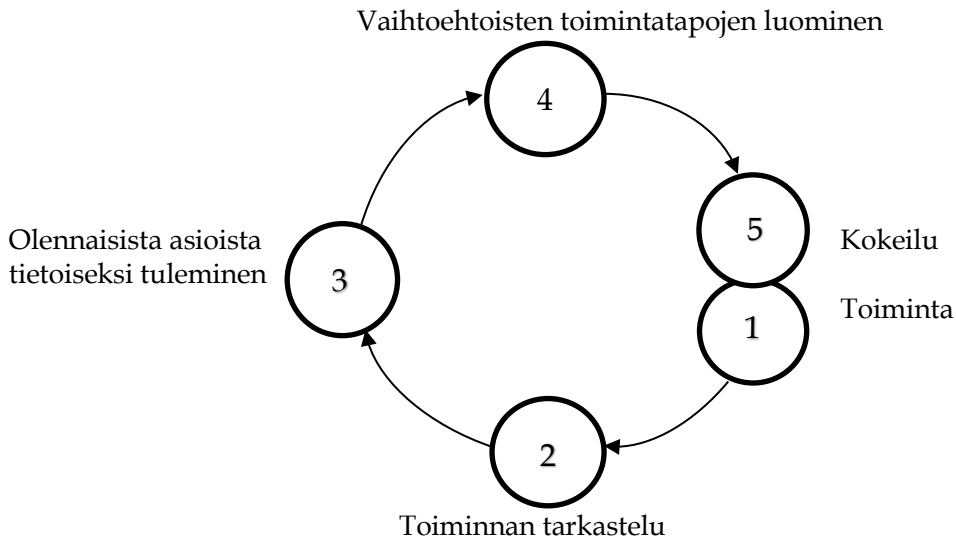 Vaihtoehtoisten toimintatapojen luominen
4
5
Kokeilu
Olennaisista asioista
tietoiseksi tuleminen
3
1
Toiminta
2
Toiminnan tarkastelu